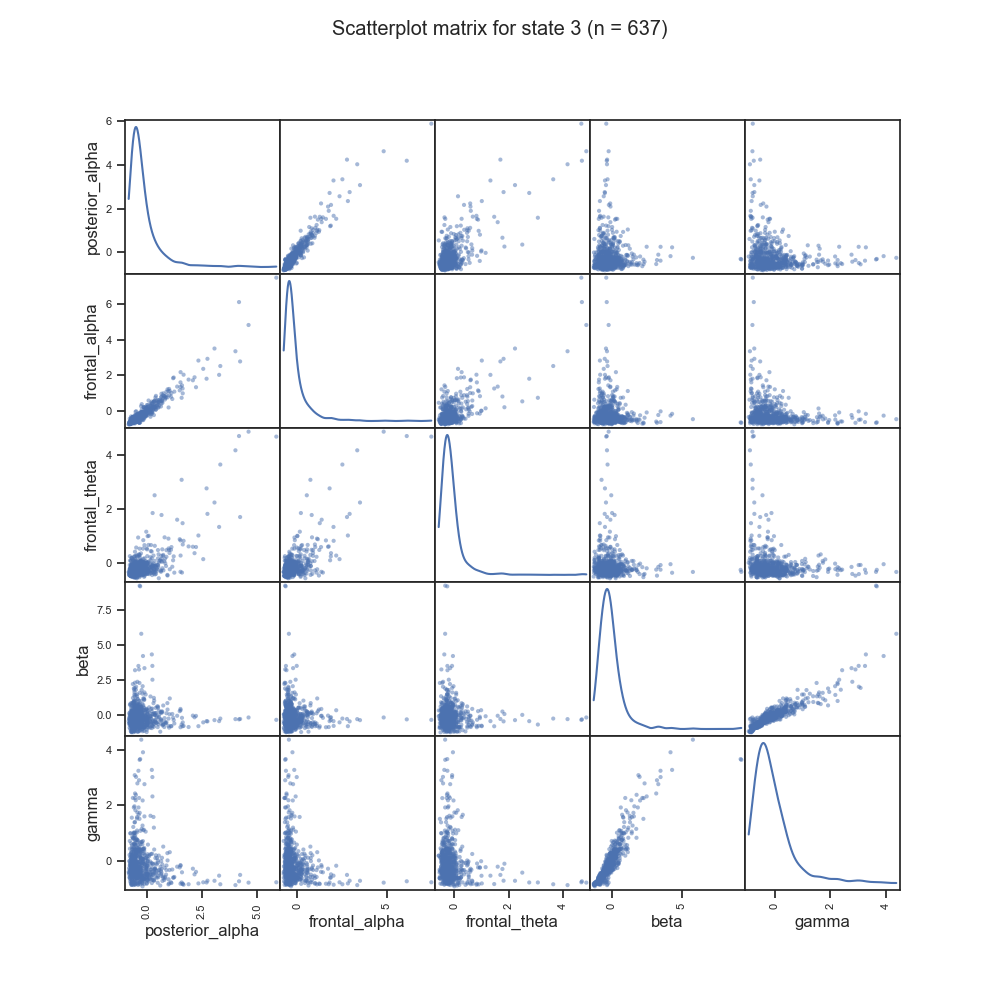 Scatterplot matrix for state 3 (n = 637)
6
4
2
0
posterior_alpha
6
4
2
0
frontal_alpha
4
2
0
frontal_theta
7.5
5.0
2.5
0.0
beta
4
2
0
gamma
0.0 2.5 5.0
posterior_alpha
0 5
frontal_alpha
0 2 4
frontal_theta
0 5
beta
0 2 4
gamma